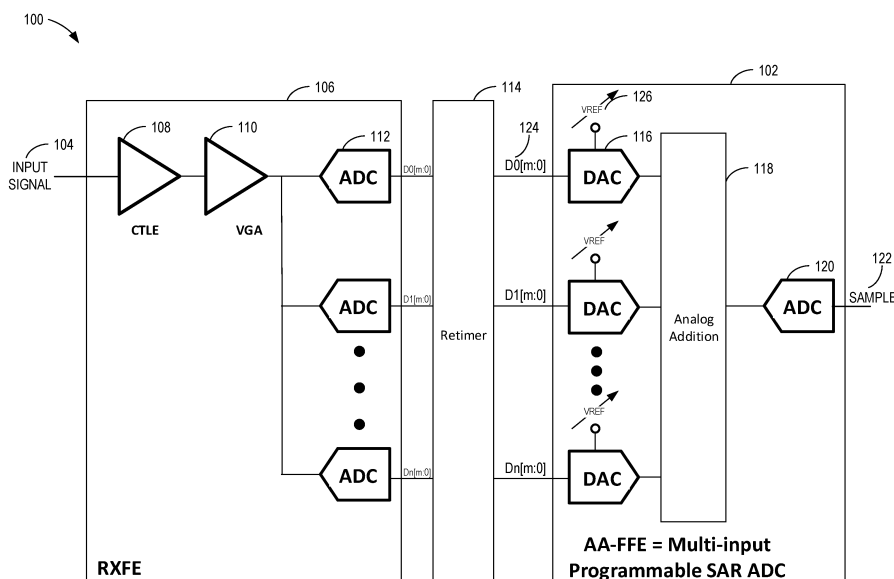 100
106
114
102
104
INPUT
SIGNAL
108
110
112
124
126
VREF
116
118
CTLE
VGA
ADC
D0[m:0]
D0[m:0]
DAC
VREF
ADC
D1[m:0]
D1[m:0]
DAC
Retimer
Analog
Addition
120
122
ADC
SAMPLE
VREF
ADC
Dn[m:0]
Dn[m:0]
DAC
RXFE
AA-FFE = Multi-input
Programmable SAR ADC